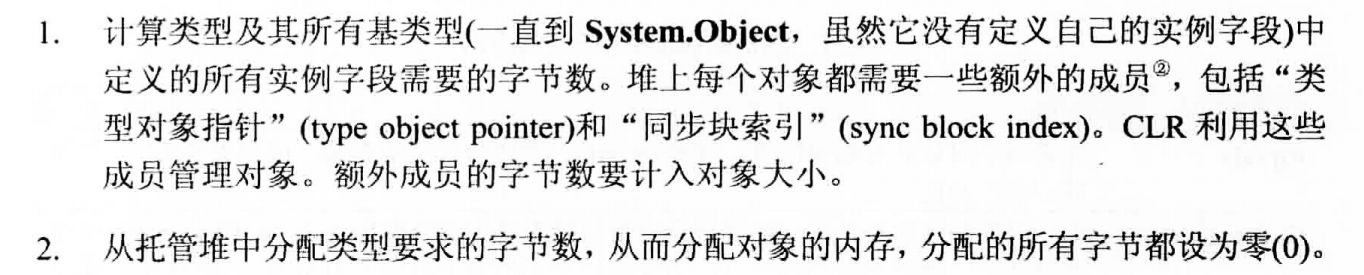 1. 计算类型及其所有基类型(一直到 System.Object，虽然它没有定义自己的实例字段)中
定义的所有实例字段需要的字节数。堆上每个对象都需要一些额外的成员②，包括“类
型对象指针”(type object pointer)和“同步块索引”(sync block index)。CLR 利用这些
成员管理对象。额外成员的字节数要计入对象大小。
2. 从托管堆中分配类型要求的字节数，从而分配对象的内存，分配的所有字节都设为零(0)。